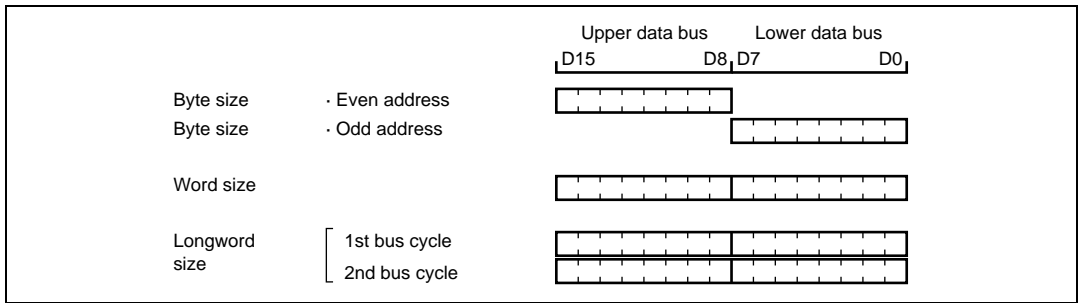 Upper data bus Lower data bus
D15 D8 D7 D0
Byte size · Even address
Byte size · Odd address
Word size
Longword size
1st bus cycle
2nd bus cycle